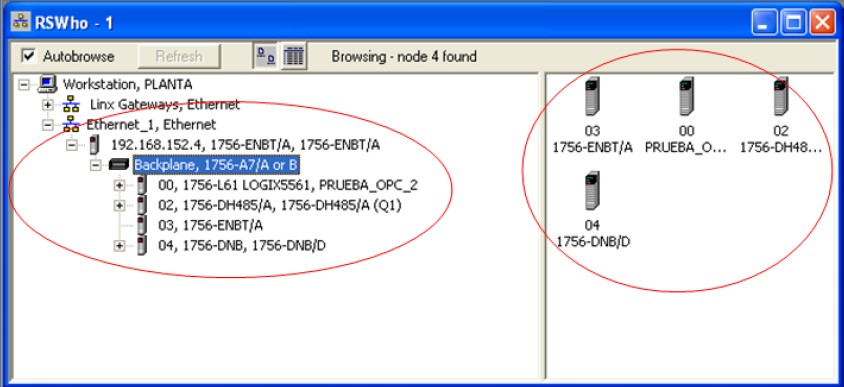 RSWho - 1
Autobrowse
Refresh
Browsing - node 4 found
Workstation, PLANTA
Linx Gateways, Ethernet
Ethernet_1, Ethernet
192.168.152.4, 1756-ENBT/A, 1756-ENBT/A
Backplane, 1756-A7/A or B
00, 1756-L61 LOGIX5561, PRUEBA_OPC_2
02, 1756-DH485/A, 1756-DH485/A (Q1)
03, 1756-ENBT/A
04, 1756-DNB, 1756-DNB/D
03 00 02
1756-ENBT/A PRUEBA_O... 1756-DH48...
04
1756-DNB/D